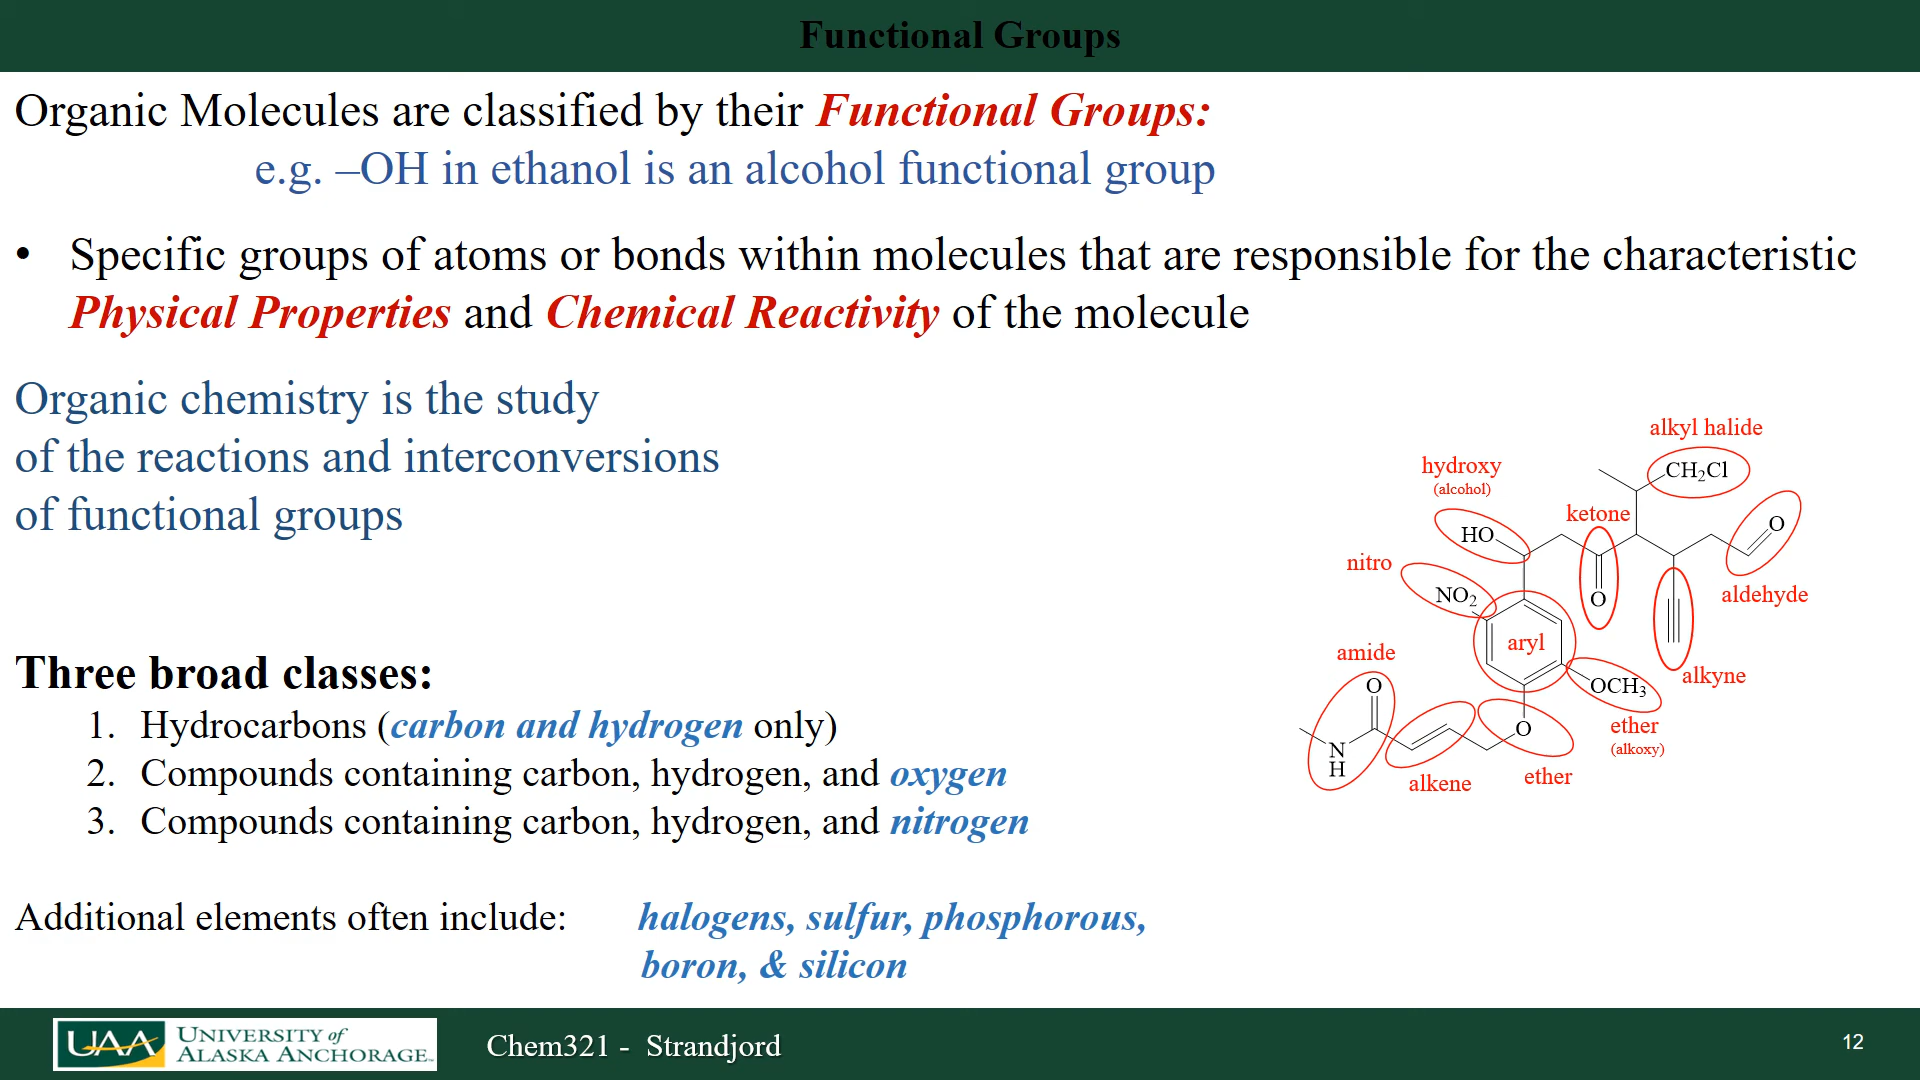 Functional Groups
Organic Molecules are classified by their Functional Groups:
e.g. –OH in ethanol is an alcohol functional group
• Specific groups of atoms or bonds within molecules that are responsible for the characteristic
Physical Properties and Chemical Reactivity of the molecule
Organic chemistry is the study
of the reactions and interconversions
of functional groups
Three broad classes:
1. Hydrocarbons (carbon and hydrogen only)
2. Compounds containing carbon, hydrogen, and oxygen
3. Compounds containing carbon, hydrogen, and nitrogen
Additional elements often include: halogens, sulfur, phosphorous,
boron, & silicon
alkyl halide
CH₂Cl
hydroxy
(alcohol)
HO
ketone
O
O
aldehyde
nitro
NO₂
aryl
alkyne
amide
O
OCH₃
ether
(alkoxy)
O
ether
N
H
alkene
UAA UNIVERSITY of
ALASKA ANCHORAGE™
Chem321 - Strandjord
12